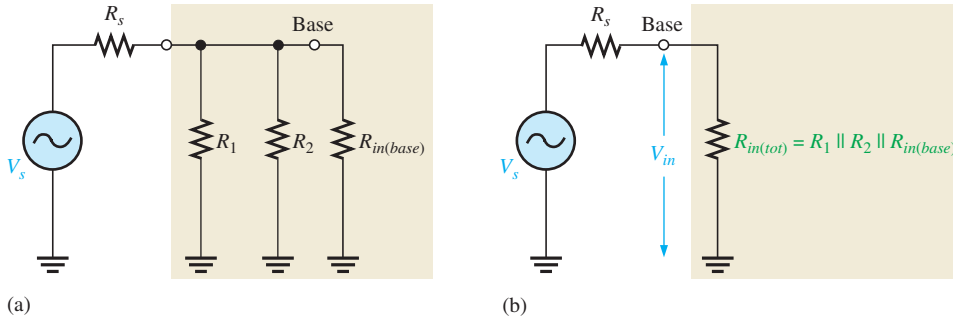 R_s
Base
R_1
R_2
R_in(base)
V_s
(a)
R_s
Base
V_in
R_in(tot) = R_1 || R_2 || R_in(base)
V_s
(b)